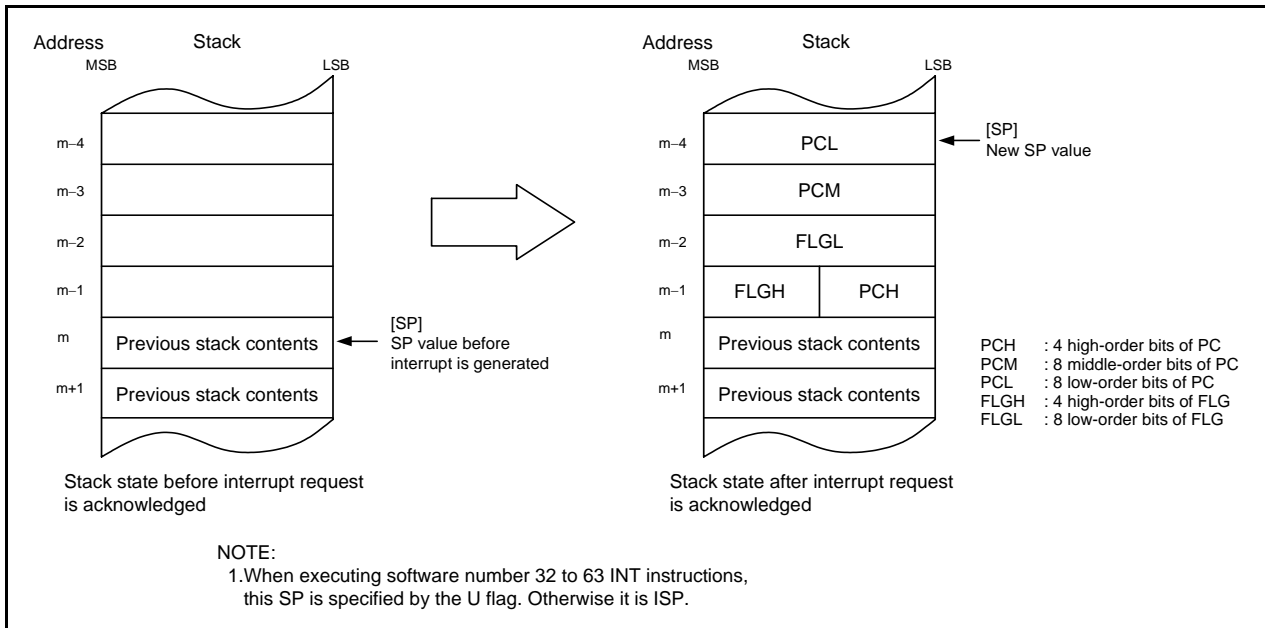 Address Stack
MSB LSB
m−4
m−3
m−2
m−1
m Previous stack contents
m+1 Previous stack contents
[SP]
SP value before
interrupt is generated
Stack state before interrupt request
is acknowledged
Address Stack
MSB LSB
m−4 PCL
m−3 PCM
m−2 FLGL
m−1 FLGH PCH
m Previous stack contents
m+1 Previous stack contents
[SP]
New SP value
PCH : 4 high-order bits of PC
PCM : 8 middle-order bits of PC
PCL : 8 low-order bits of PC
FLGH : 4 high-order bits of FLG
FLGL : 8 low-order bits of FLG
Stack state after interrupt request
is acknowledged
NOTE:
1.When executing software number 32 to 63 INT instructions,
this SP is specified by the U flag. Otherwise it is ISP.